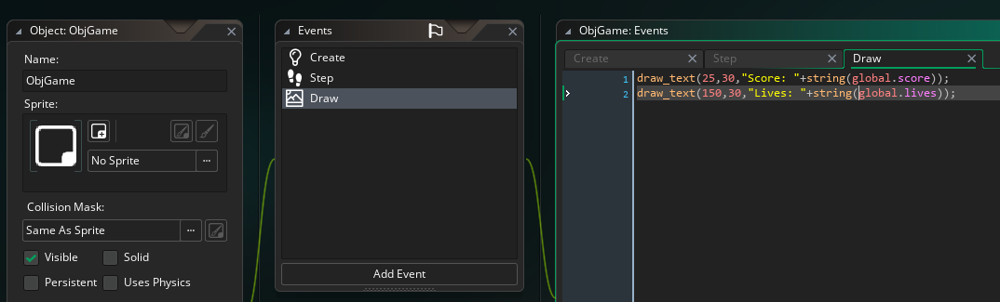 Object: ObjGame
Name:
ObjGame
Sprite:
No Sprite
...
Collision Mask:
Same As Sprite
...
Visible
Solid
Persistent
Uses Physics
Events
Create
Step
Draw
Add Event
ObjGame: Events
Create
Step
Draw
1 draw_text(25,30,"Score: "+string(global.score));
2 draw_text(150,30,"Lives: "+string(global.lives));